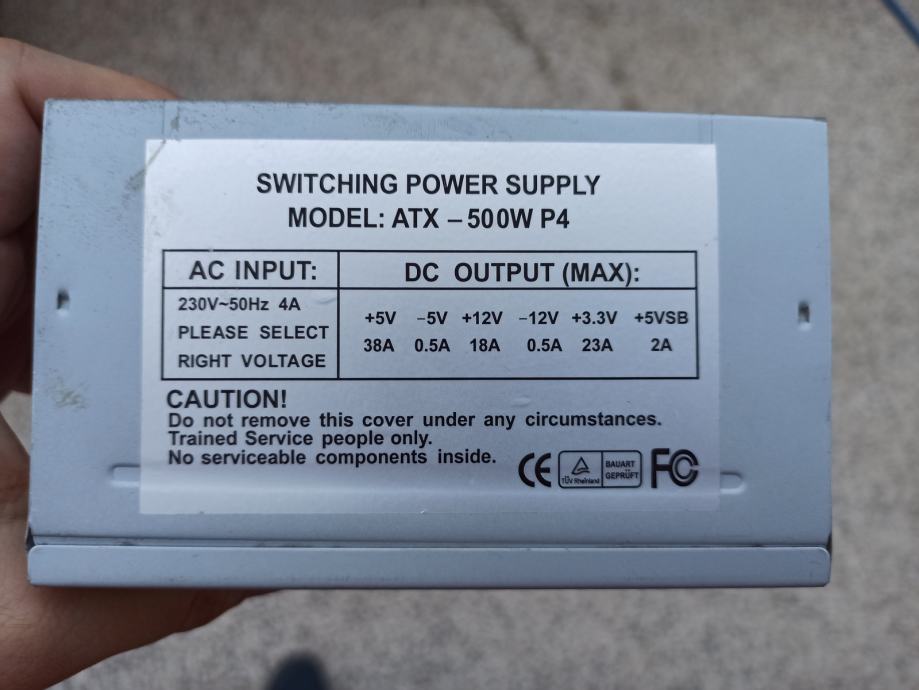 SWITCHING POWER SUPPLY
MODEL: ATX – 500W P4
AC INPUT: DC OUTPUT (MAX):
230V~50Hz 4A
PLEASE SELECT
RIGHT VOLTAGE
+5V –5V +12V –12V +3.3V +5VSB
38A 0.5A 18A 0.5A 23A 2A
CAUTION!
Do not remove this cover under any circumstances.
Trained Service people only.
No serviceable components inside.
CE TÜV Rheinland BAUART GEPRÜFT FC